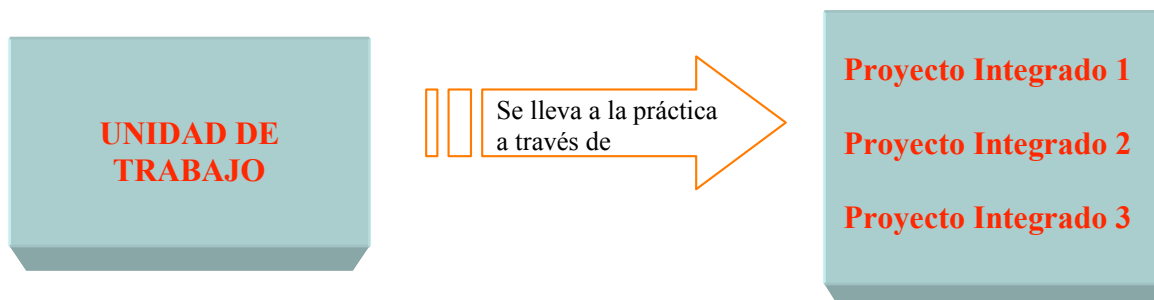 UNIDAD DE
TRABAJO
Se lleva a la práctica
a través de
Proyecto Integrado 1
Proyecto Integrado 2
Proyecto Integrado 3